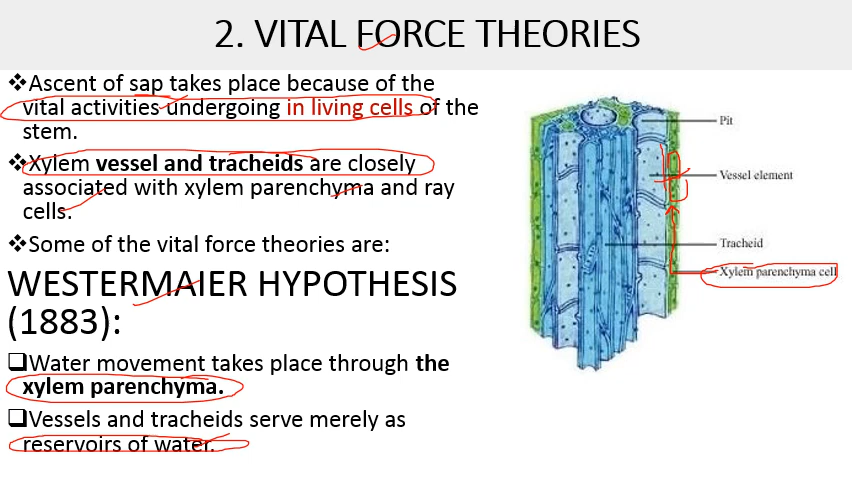 2. VITAL FORCE THEORIES
❖Ascent of sap takes place because of the
vital activities undergoing in living cells of the
stem.
❖Xylem vessel and tracheids are closely
associated with xylem parenchyma and ray
cells.
❖Some of the vital force theories are:
WESTERMAIER HYPOTHESIS
(1883):
❑Water movement takes place through the
xylem parenchyma.
❑Vessels and tracheids serve merely as
reservoirs of water.
Pit
Vessel element
Tracheid
Xylem parenchyma cell